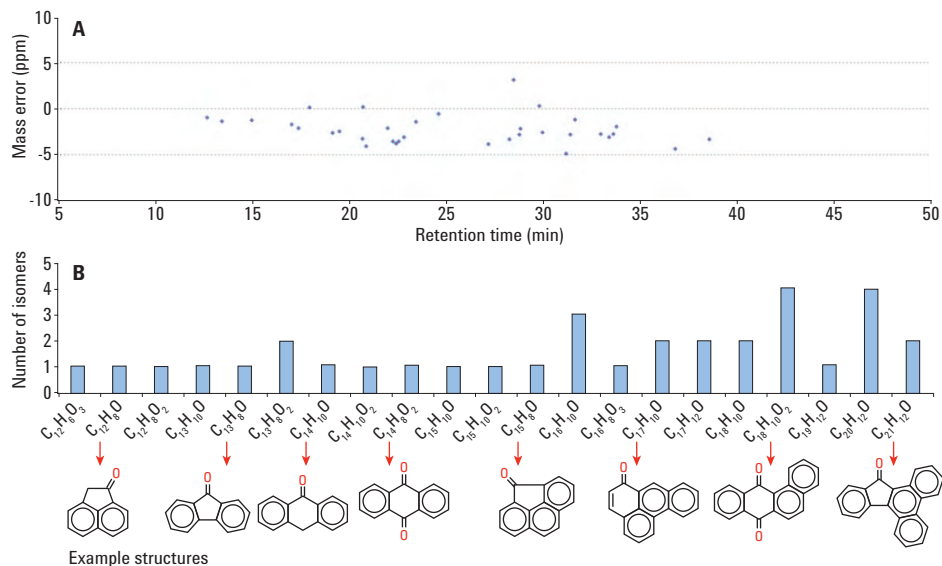 A
Mass error (ppm)
10
5
0
-5
-10
5 10 15 20 25 30 35 40 45 50
Retention time (min)
B
Number of isomers
5
4
3
2
1
0
C₁₂H₆O₃ C₁₂H₈O C₁₂H₈O₂ C₁₃H₁₀O C₁₃H₈O C₁₃H₈O₂ C₁₄H₁₀O C₁₄H₁₀O₂ C₁₄H₈O₂ C₁₅H₁₀O C₁₅H₁₀O₂ C₁₅H₈O C₁₆H₁₀O C₁₆H₈O₃ C₁₇H₁₀O C₁₇H₁₂O C₁₈H₁₀O C₁₈H₁₀O₂ C₁₉H₁₂O C₂₀H₁₂O C₂₁H₁₂O
O O O O O O O O
O O
Example structures